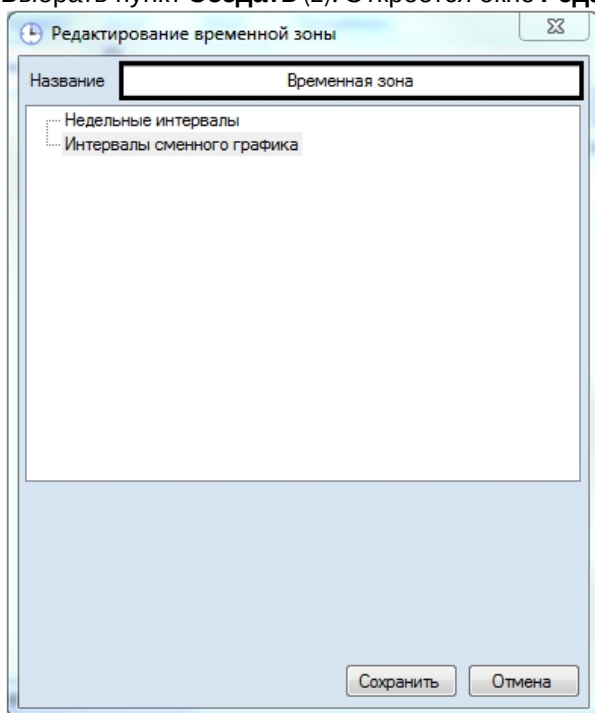 Выбрать пункт Создать (2). Откроется окно
Редактирование временной зоны
Название Временная зона
Недельные интервалы
Интервалы сменного графика
Сохранить Отмена